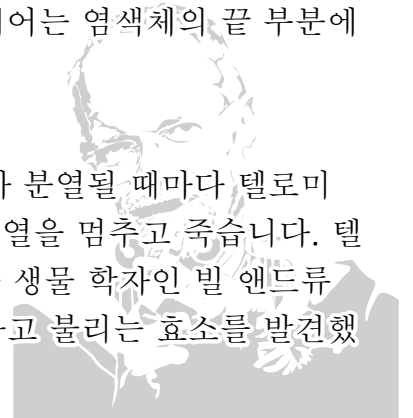 어는 염색체의 끝 부분에
분열될 때마다 텔로미
열을 멈추고 죽습니다. 텔
생물 학자인 빌 앤드류
고 불리는 효소를 발견했